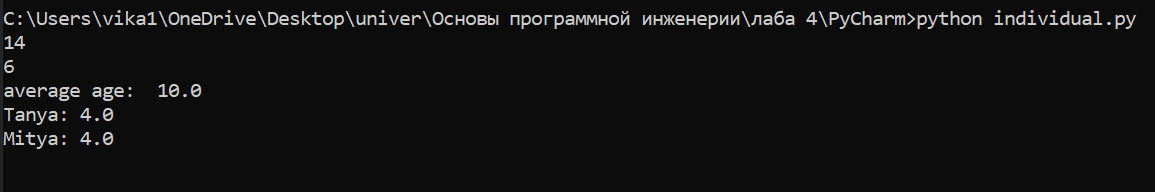 C:\Users\vika1\OneDrive\Desktop\univer\Основы программной инженерии\лаба 4\PyCharm>python individual.py
14
6
average age:  10.0
Tanya: 4.0
Mitya: 4.0